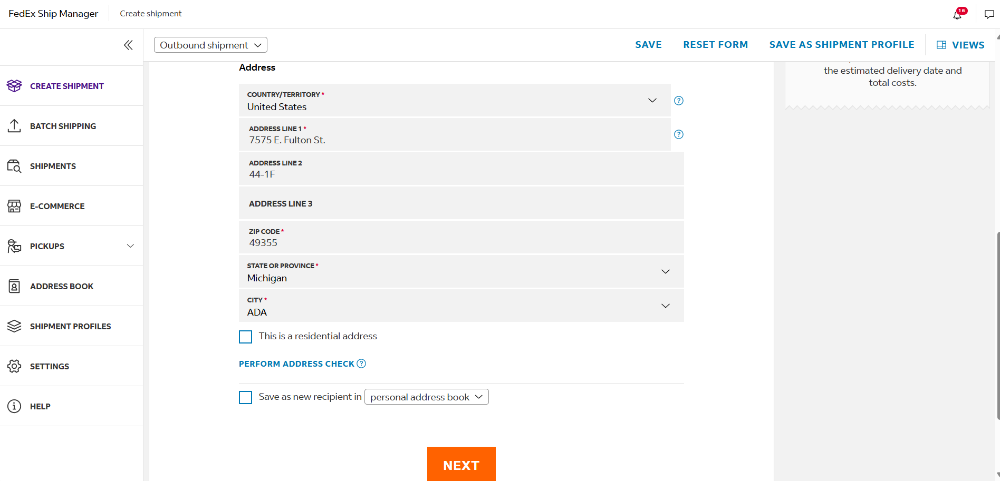 FedEx Ship Manager
Create shipment
16
Outbound shipment
SAVE
RESET FORM
SAVE AS SHIPMENT PROFILE
VIEWS
CREATE SHIPMENT
BATCH SHIPPING
SHIPMENTS
E-COMMERCE
PICKUPS
ADDRESS BOOK
SHIPMENT PROFILES
SETTINGS
HELP
Address
COUNTRY/TERRITORY *
United States
?
ADDRESS LINE 1 *
7575 E. Fulton St.
?
ADDRESS LINE 2
44-1F
ADDRESS LINE 3
ZIP CODE *
49355
STATE OR PROVINCE *
Michigan
CITY *
ADA
This is a residential address
PERFORM ADDRESS CHECK ?
Save as new recipient in personal address book
NEXT
the estimated delivery date and
total costs.